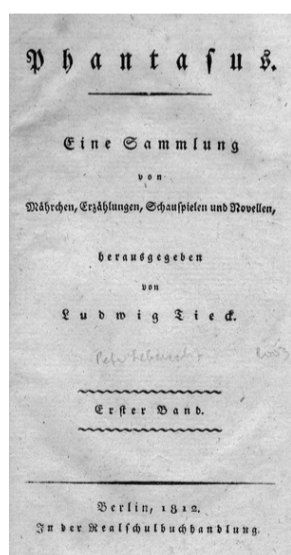 Phantaſus.
Eine Sammlung
von
Mährchen, Erzählungen, Schauſpielen und Novellen,
herausgegeben
von
Ludwig Tieck.
Erſter Band.
Berlin, 1812.
In der Realſchulbuchhandlung.